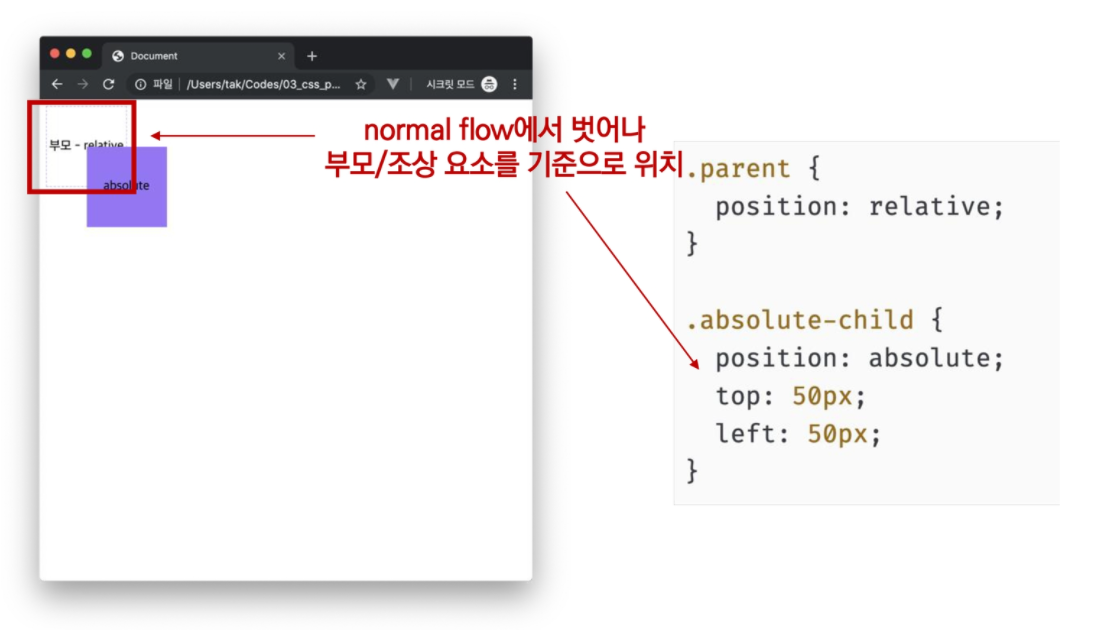 Document
파일 /Users/tak/Codes/03_css_p... 시크릿 모드
부모 - relative
absolute
normal flow에서 벗어나
부모/조상 요소를 기준으로 위치
.parent {
position: relative;
}
.absolute-child {
position: absolute;
top: 50px;
left: 50px;
}